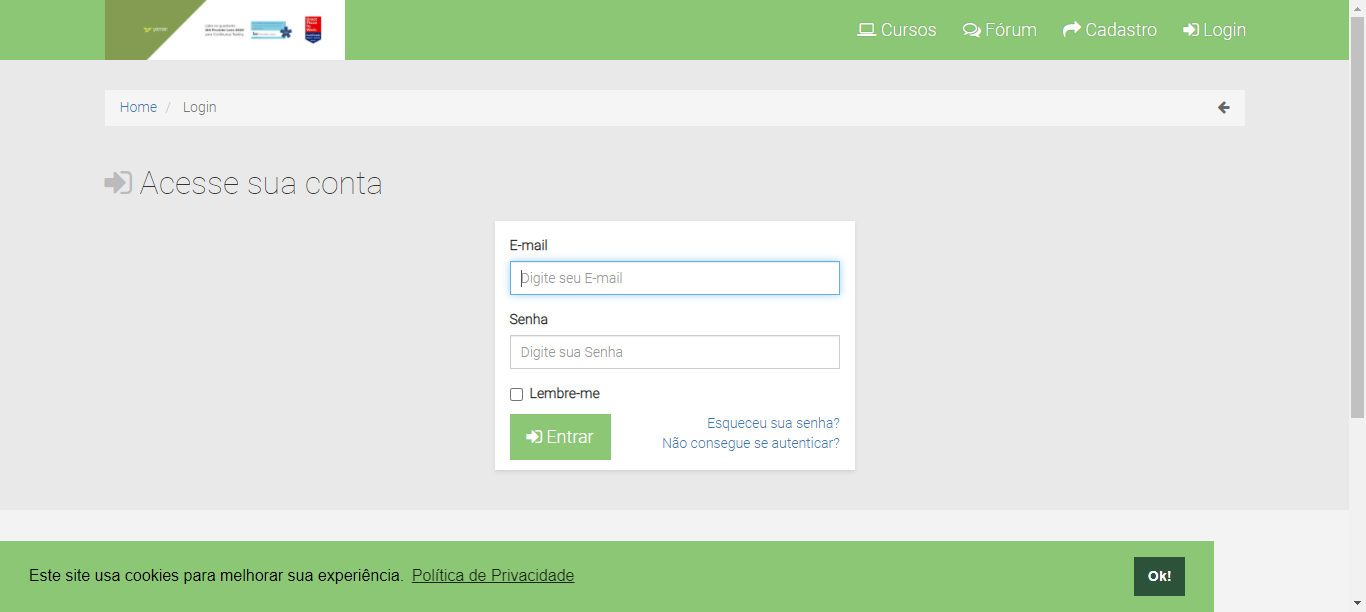 Cursos
Fórum
Cadastro
Login
Home / Login
Acesse sua conta
E-mail
Digite seu E-mail
Senha
Digite sua Senha
Lembre-me
Entrar
Esqueceu sua senha?
Não consegue se autenticar?
Este site usa cookies para melhorar sua experiência. Política de Privacidade
Ok!